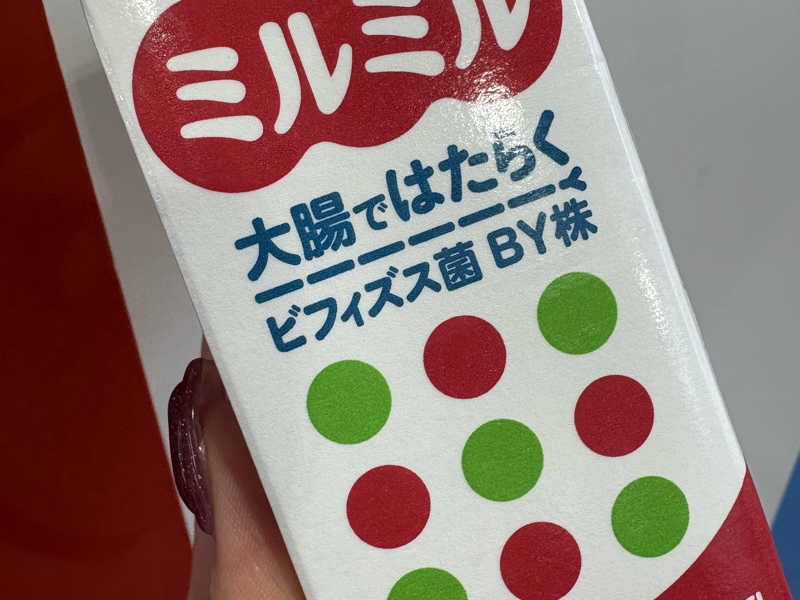 ミルミル
大腸ではたらく
ビフィズス菌 BY株